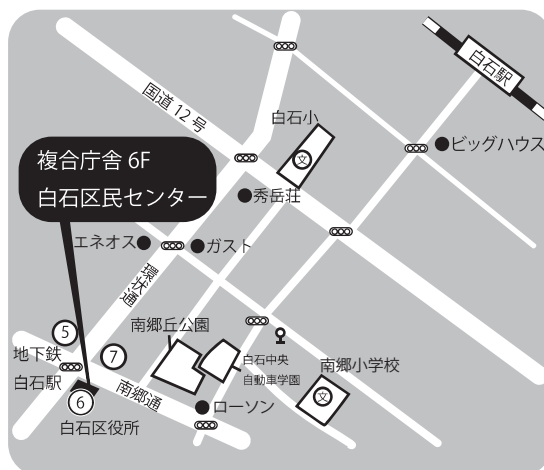 白石駅
国道12号
白石小
文
ビッグハウス
複合庁舎 6F
白石区民センター
秀岳荘
エネオス
ガスト
環状通
南郷丘公園
5
地下鉄
白石駅
7
白石中央
自動車学園
南郷小学校
文
6
南郷通
ローソン
白石区役所